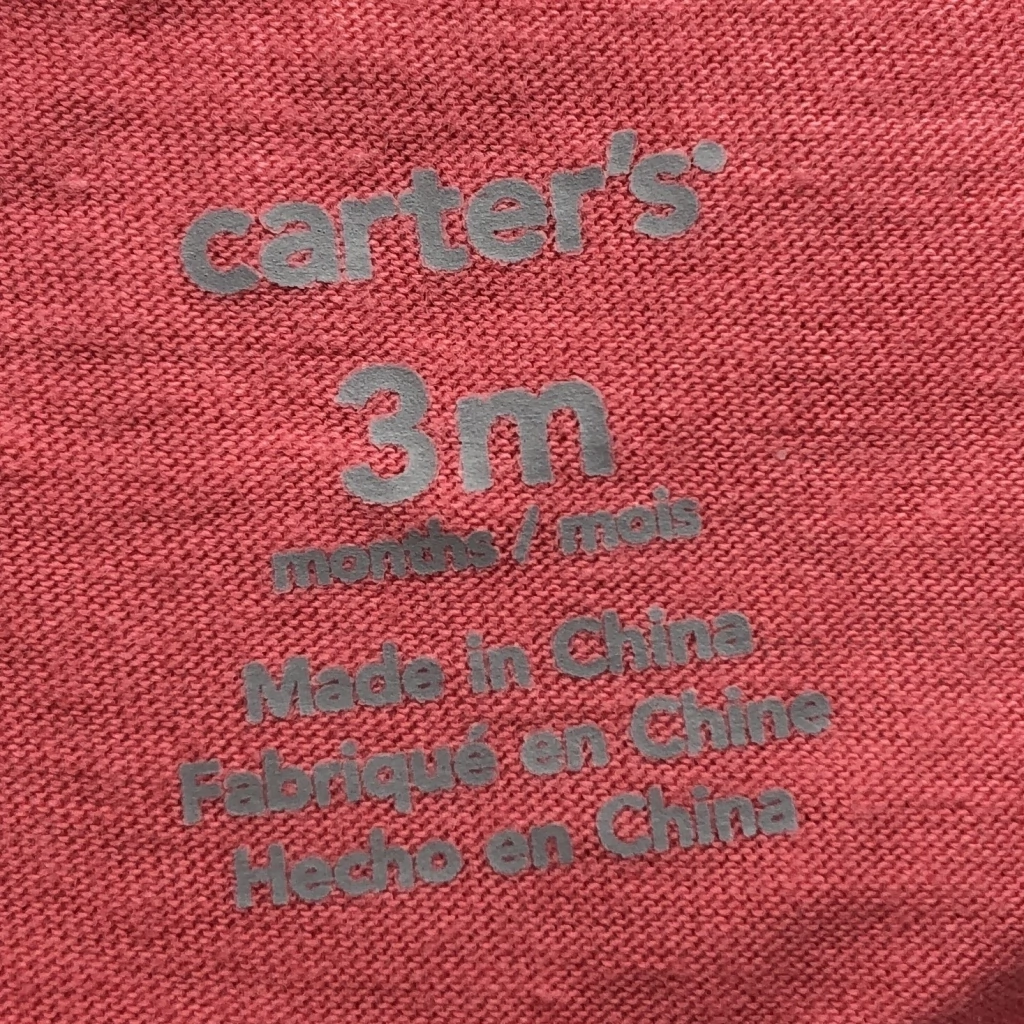 carter's
3m
months / mois
Made in China
Fabriqué en Chine
Hecho en China